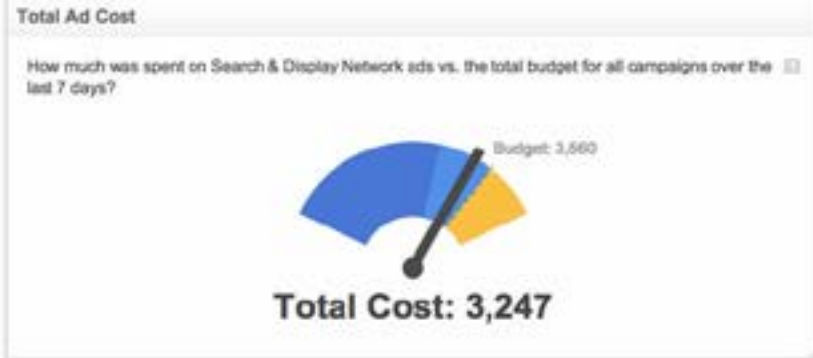 Total Ad Cost
How much was spent on Search & Display Network ads vs. the total budget for all campaigns over the
last 7 days?
Budget: 3,560
Total Cost: 3,247